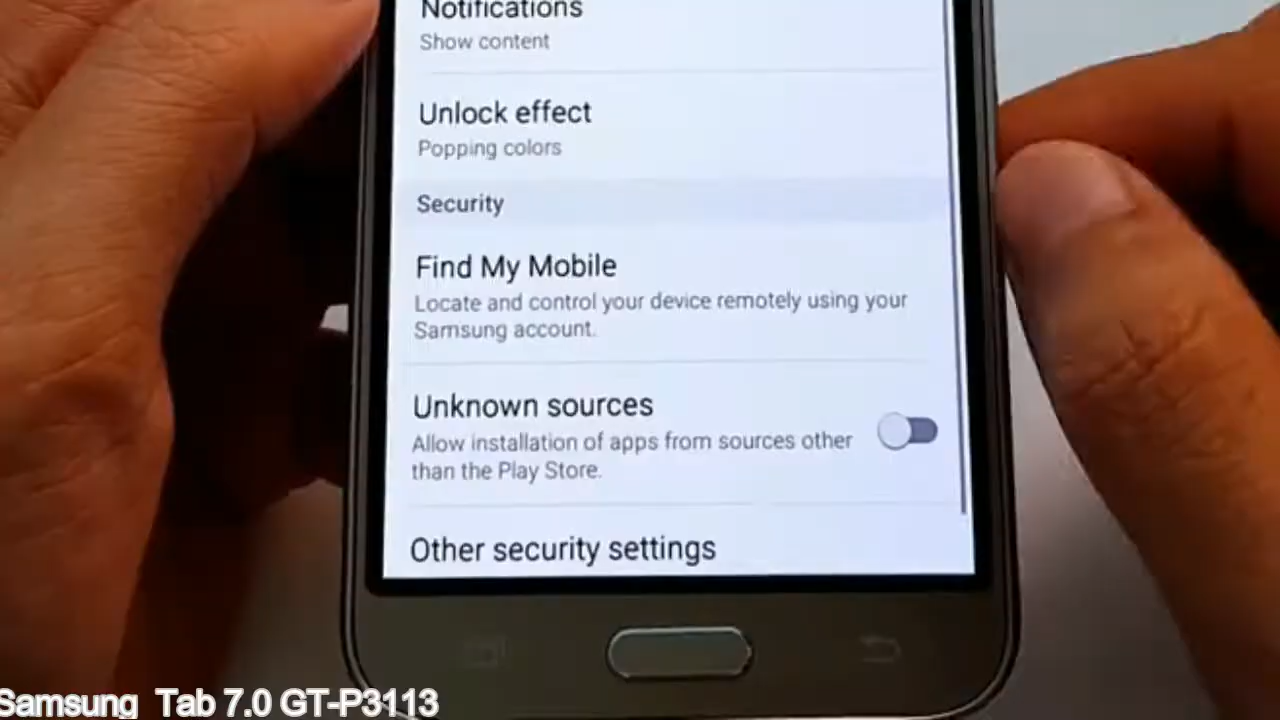 Notifications
Show content
Unlock effect
Popping colors
Security
Find My Mobile
Locate and control your device remotely using your
Samsung account.
Unknown sources
Allow installation of apps from sources other
than the Play Store.
Other security settings
Samsung Tab 7.0 GT-P3113